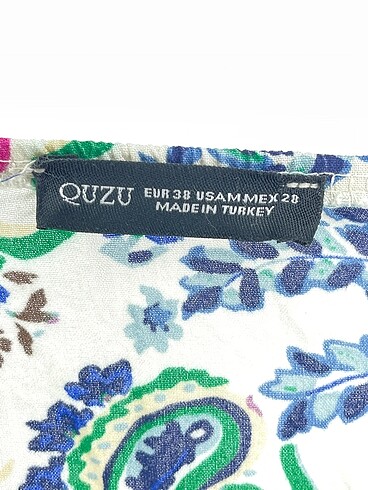 QUZU EUR 38 USA M MEX 28
MADE IN TURKEY